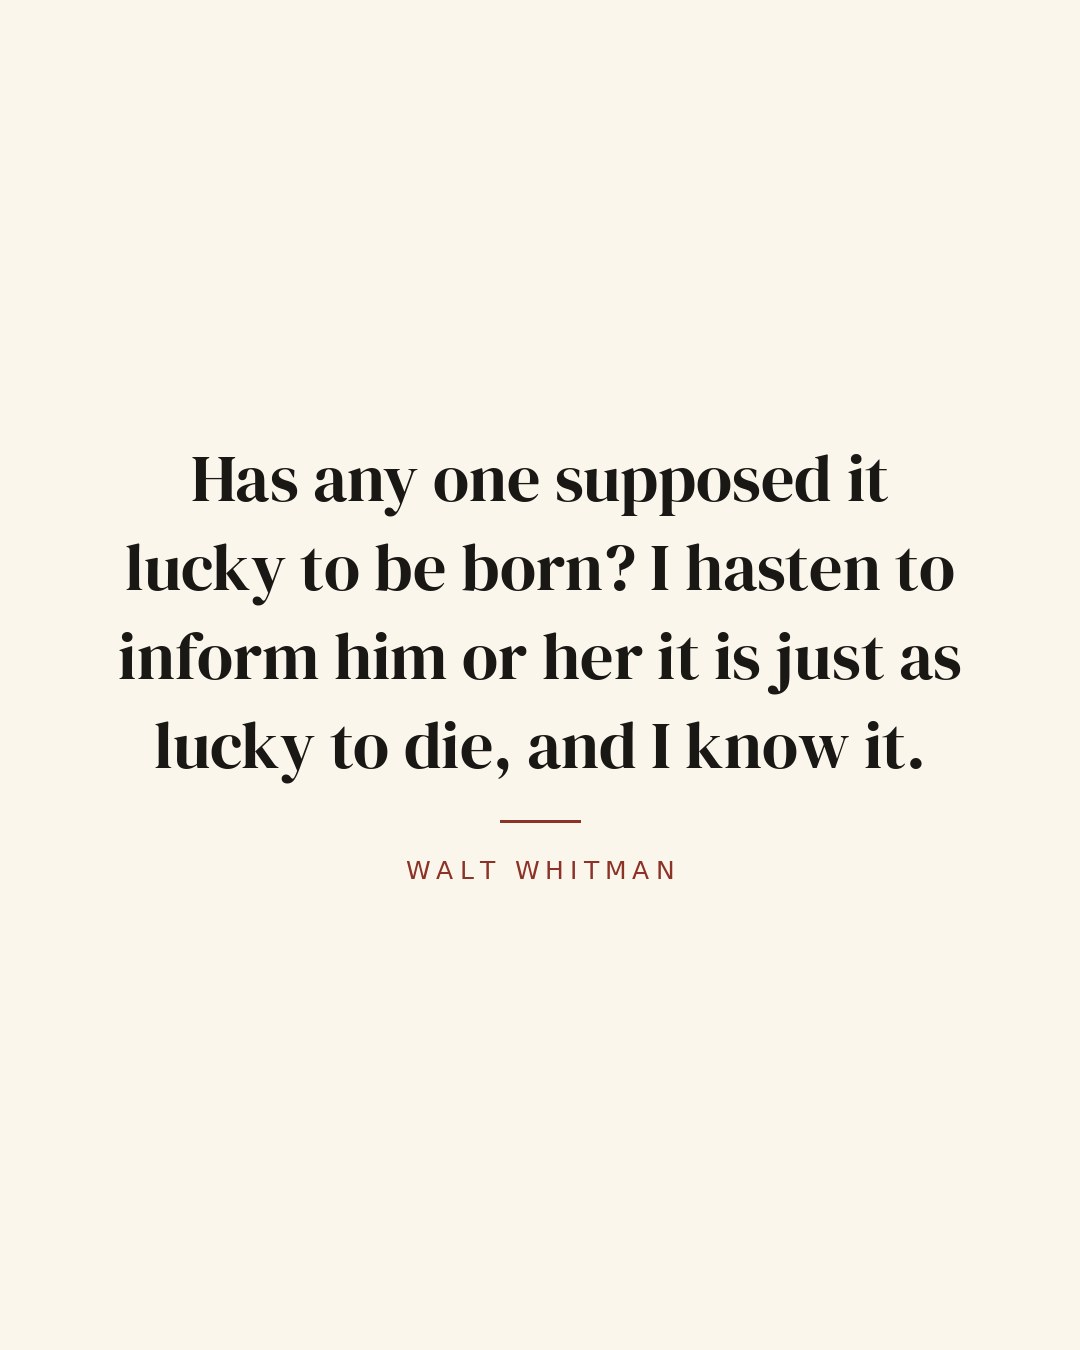 Has any one supposed it
lucky to be born? I hasten to
inform him or her it is just as
lucky to die, and I know it.
WALT WHITMAN